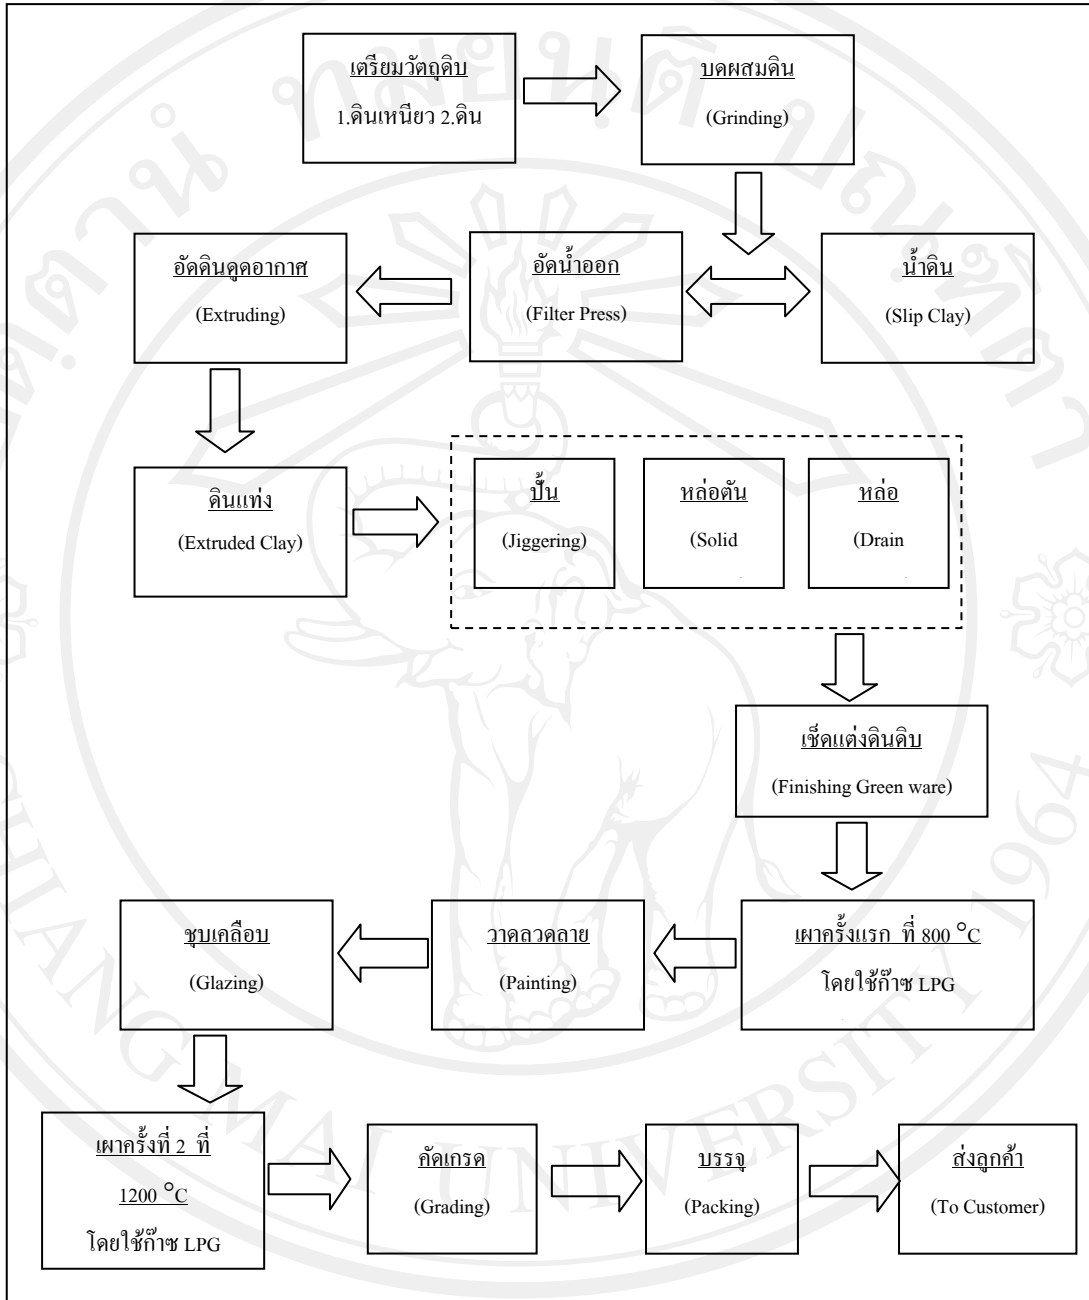 เตรียมวัตถุดิบ
1.ดินเหนียว 2.ดิน
บดผสมดิน
(Grinding)
อัดดินดูดอากาศ
(Extruding)
อัดน้ำออก
(Filter Press)
น้ำดิน
(Slip Clay)
ดินแท่ง
(Extruded Clay)
ปั้น
(Jiggering)
หล่อตัน
(Solid
หล่อ
(Drain
เช็ดแต่งดินดิบ
(Finishing Green ware)
ชุบเคลือบ
(Glazing)
วาดลวดลาย
(Painting)
เผาครั้งแรก ที่ 800 °C
โดยใช้ก๊าซ LPG
เผาครั้งที่ 2 ที่
1200 °C
โดยใช้ก๊าซ LPG
คัดเกรด
(Grading)
บรรจุ
(Packing)
ส่งลูกค้า
(To Customer)
CHIANG MAI UNIVERSITY 1964